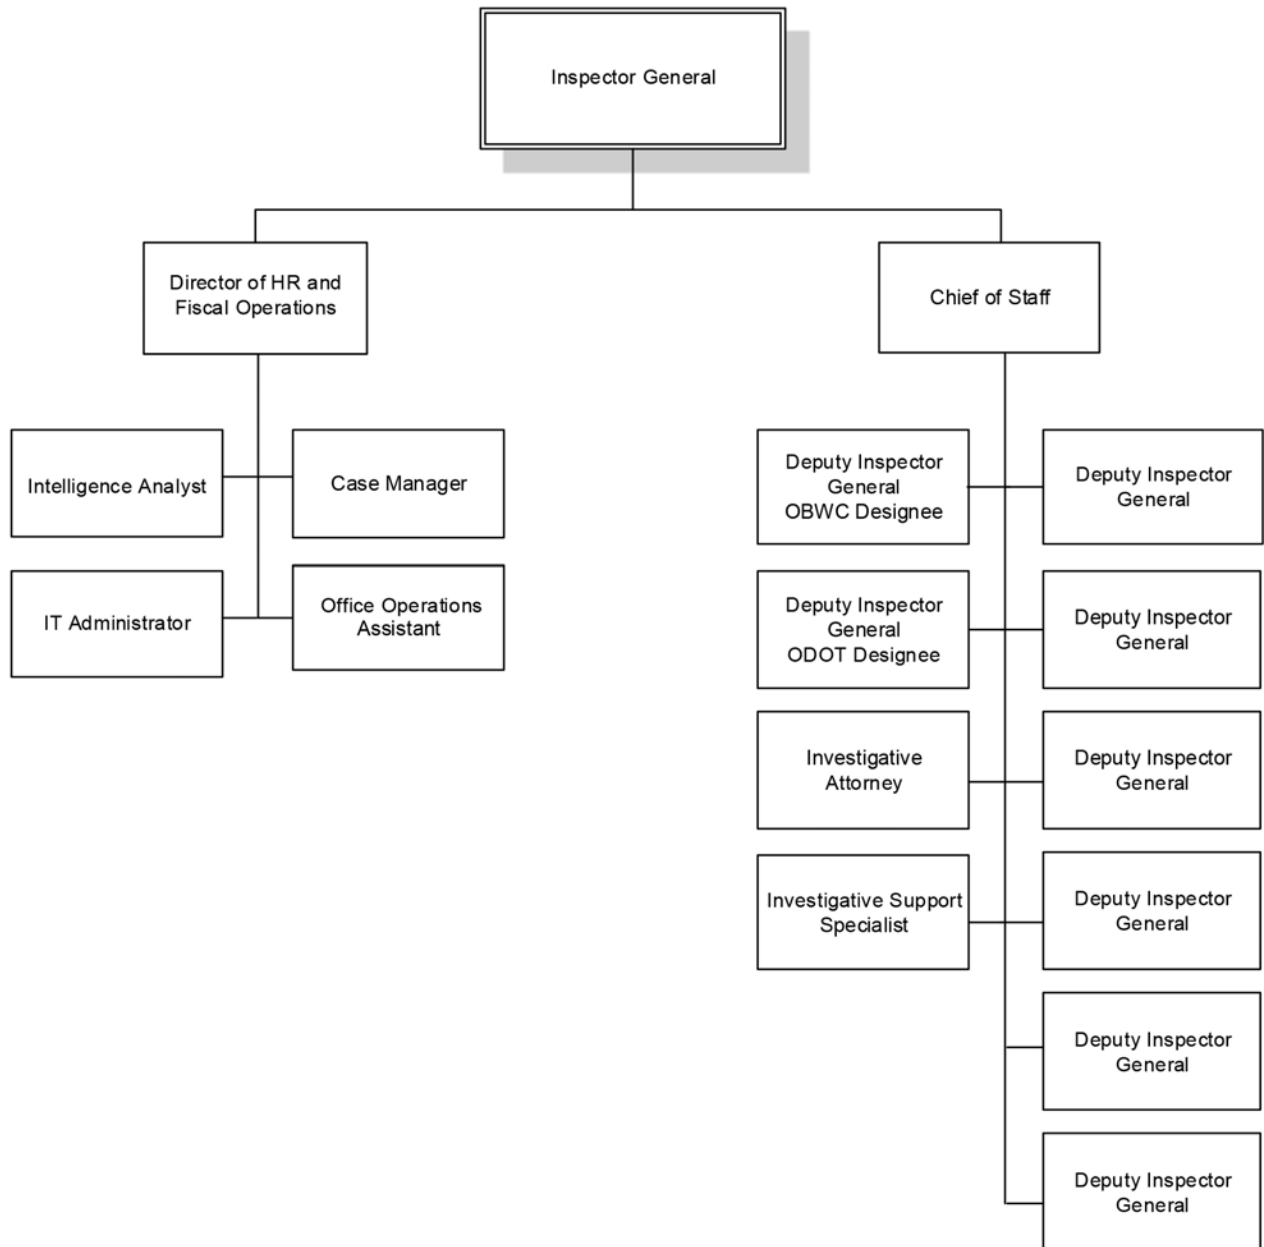 Inspector General
Director of HR and
Fiscal Operations
Chief of Staff
Intelligence Analyst
Case Manager
IT Administrator
Office Operations
Assistant
Deputy Inspector
General
OBWC Designee
Deputy Inspector
General
Deputy Inspector
General
ODOT Designee
Deputy Inspector
General
Investigative
Attorney
Deputy Inspector
General
Investigative Support
Specialist
Deputy Inspector
General
Deputy Inspector
General
Deputy Inspector
General